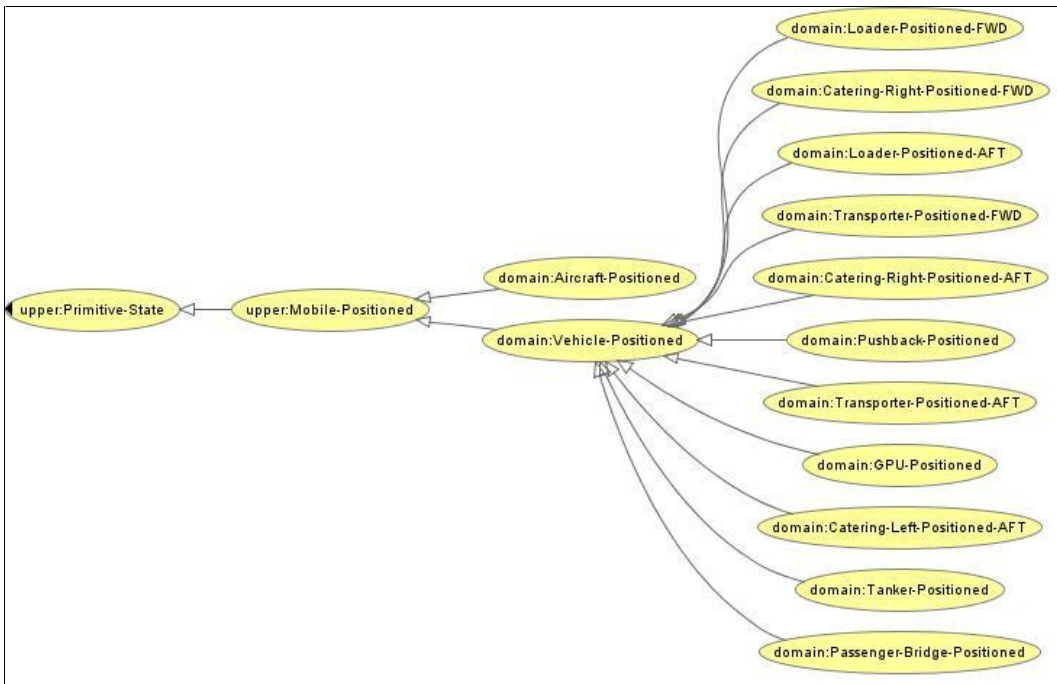 domain:Loader-Positioned-FWD
domain:Catering-Right-Positioned-FWD
domain:Loader-Positioned-AFT
domain:Transporter-Positioned-FWD
domain:Aircraft-Positioned
domain:Catering-Right-Positioned-AFT
upper:Primitive-State
upper:Mobile-Positioned
domain:Vehicle-Positioned
domain:Pushback-Positioned
domain:Transporter-Positioned-AFT
domain:GPU-Positioned
domain:Catering-Left-Positioned-AFT
domain:Tanker-Positioned
domain:Passenger-Bridge-Positioned